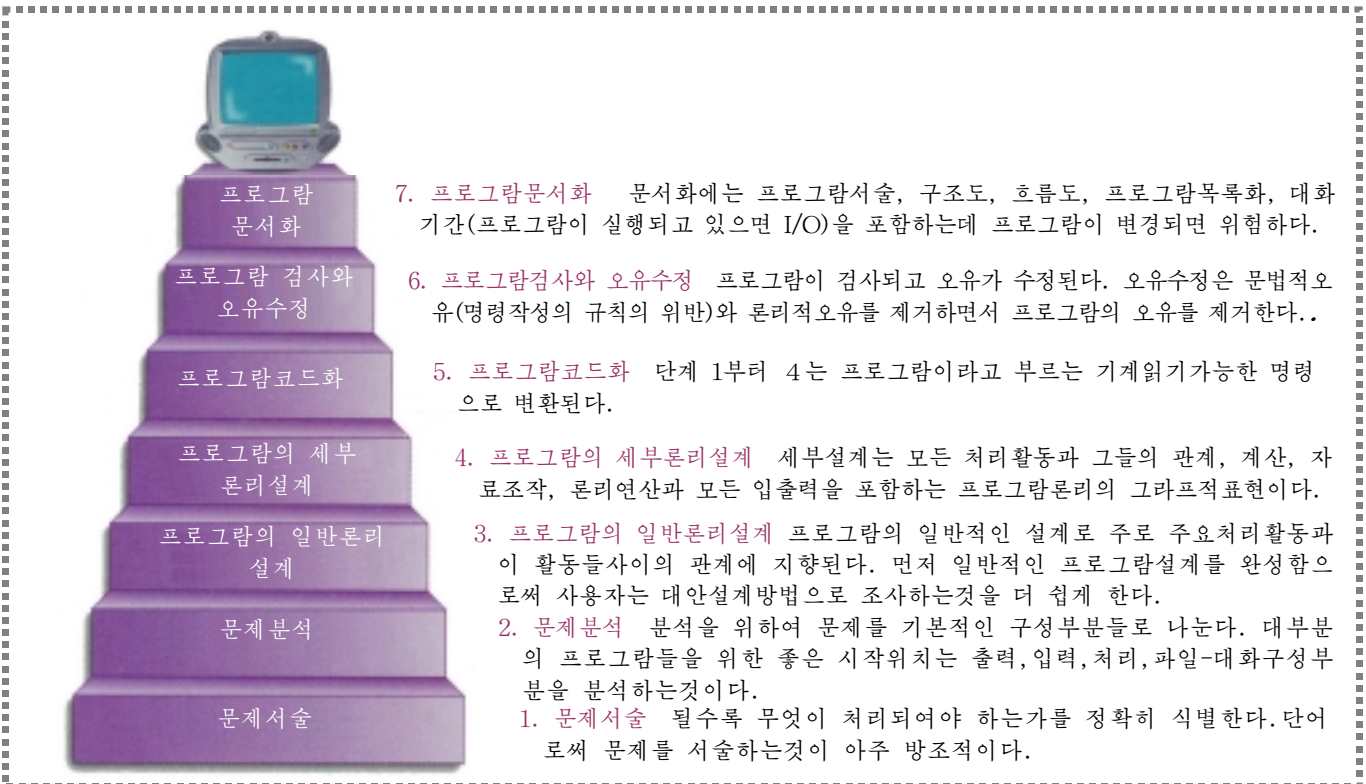 프로그람
문서화
7. 프로그람문서화 문서화에는 프로그람서술, 구조도, 흐름도, 프로그람목록화, 대화
기간(프로그람이 실행되고 있으면 I/O)을 포함하는데 프로그람이 변경되면 위험하다.
프로그람 검사와
오유수정
6. 프로그람검사와 오유수정 프로그람이 검사되고 오유가 수정된다. 오유수정은 문법적오
유(명령작성의 규칙의 위반)와 론리적오유를 제거하면서 프로그람의 오유를 제거한다..
프로그람코드화
5. 프로그람코드화 단계 1부터 4는 프로그람이라고 부르는 기계읽기가능한 명령
으로 변환된다.
프로그람의 세부
론리설계
4. 프로그람의 세부론리설계 세부설계는 모든 처리활동과 그들의 관계, 계산, 자
료조작, 론리연산과 모든 입출력을 포함하는 프로그람론리의 그라프적표현이다.
프로그람의 일반론리
설계
3. 프로그람의 일반론리설계 프로그람의 일반적인 설계로 주로 주요처리활동과
이 활동들사이의 관계에 지향된다. 먼저 일반적인 프로그람설계를 완성함으
로써 사용자는 대안설계방법으로 조사하는것을 더 쉽게 한다.
문제분석
2. 문제분석 분석을 위하여 문제를 기본적인 구성부분들로 나눈다. 대부분
의 프로그람들을 위한 좋은 시작위치는 출력,입력,처리,파일-대화구성부
분을 분석하는것이다.
문제서술
1. 문제서술 될수록 무엇이 처리되여야 하는가를 정확히 식별한다.단어
로써 문제를 서술하는것이 아주 방조적이다.